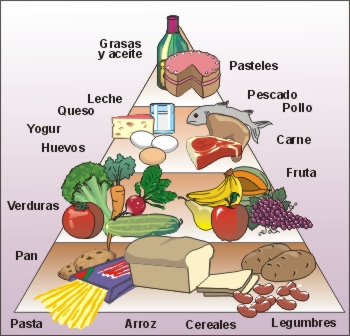 Grasas
y aceite
Pasteles
Leche
Pescado
Queso
Pollo
Yogur
Carne
Huevos
Fruta
Verduras
Pan
Pasta
Arroz
Cereales
Legumbres